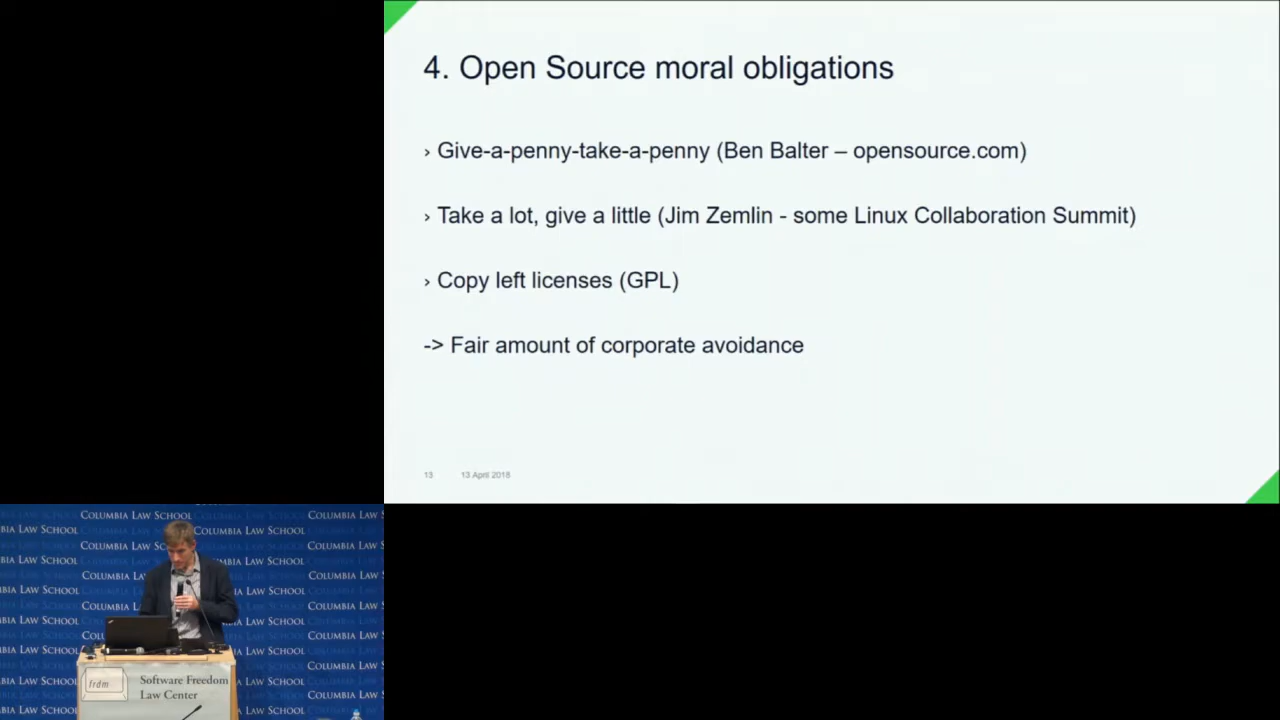 4. Open Source moral obligations
› Give-a-penny-take-a-penny (Ben Balter – opensource.com)
› Take a lot, give a little (Jim Zemlin - some Linux Collaboration Summit)
› Copy left licenses (GPL)
-> Fair amount of corporate avoidance
13 13 April 2018
COLUMBIA LAW SCHOOL
frdm
Software Freedom
Law Center